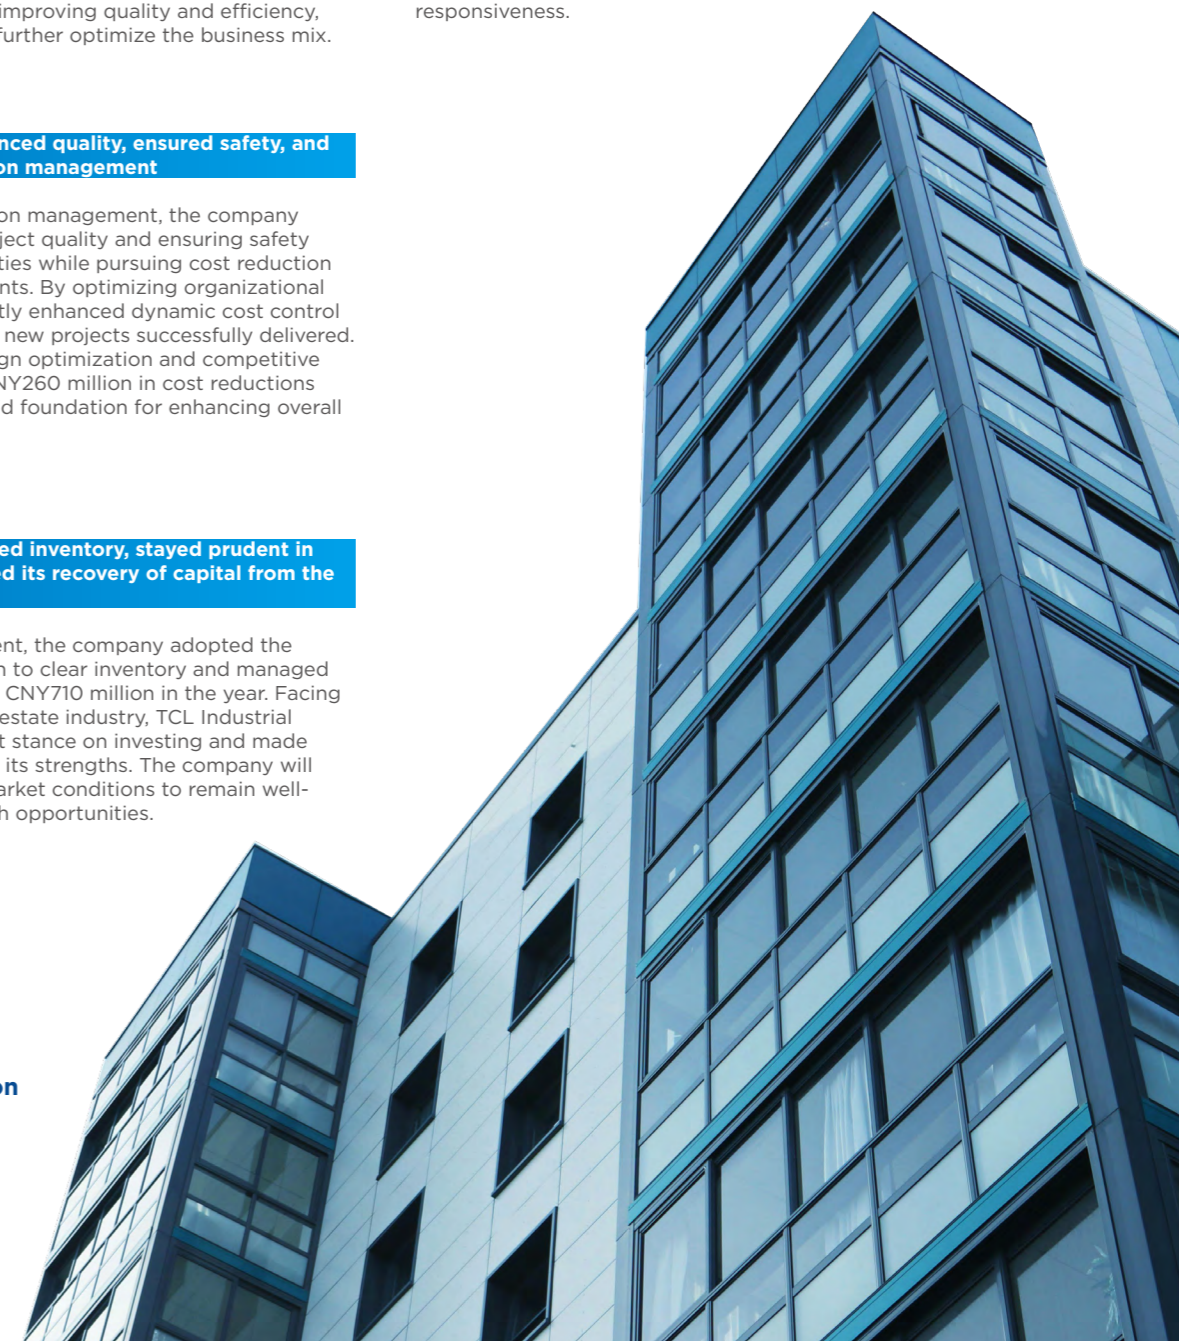 improving quality and efficiency,
further optimize the business mix.
nced quality, ensured safety, and
on management
on management, the company
ject quality and ensuring safety
ties while pursuing cost reduction
nts. By optimizing organizational
tly enhanced dynamic cost control
new projects successfully delivered.
gn optimization and competitive
NY260 million in cost reductions
d foundation for enhancing overall
ed inventory, stayed prudent in
ed its recovery of capital from the
ent, the company adopted the
n to clear inventory and managed
CNY710 million in the year. Facing
estate industry, TCL Industrial
t stance on investing and made
its strengths. The company will
arket conditions to remain well-
h opportunities.
on
responsiveness.